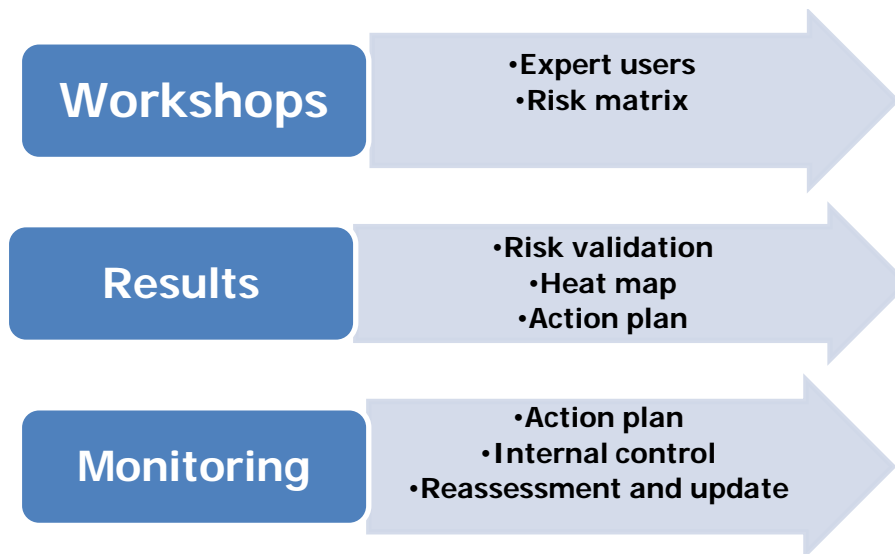 Workshops
•Expert users
•Risk matrix
Results
•Risk validation
•Heat map
•Action plan
Monitoring
•Action plan
•Internal control
•Reassessment and update